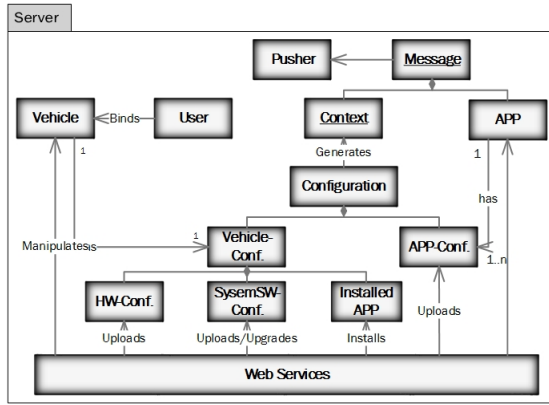 Server
Pusher
Message
Vehicle
Binds
User
Context
APP
1
1
Generates
has
Configuration
1
Vehicle-
Conf.
APP-Conf.
Manipulates
is
1..n
HW-Conf.
SysemSW-
Conf.
Installed
APP
Uploads
Uploads
Uploads/Upgrades
Installs
Web Services